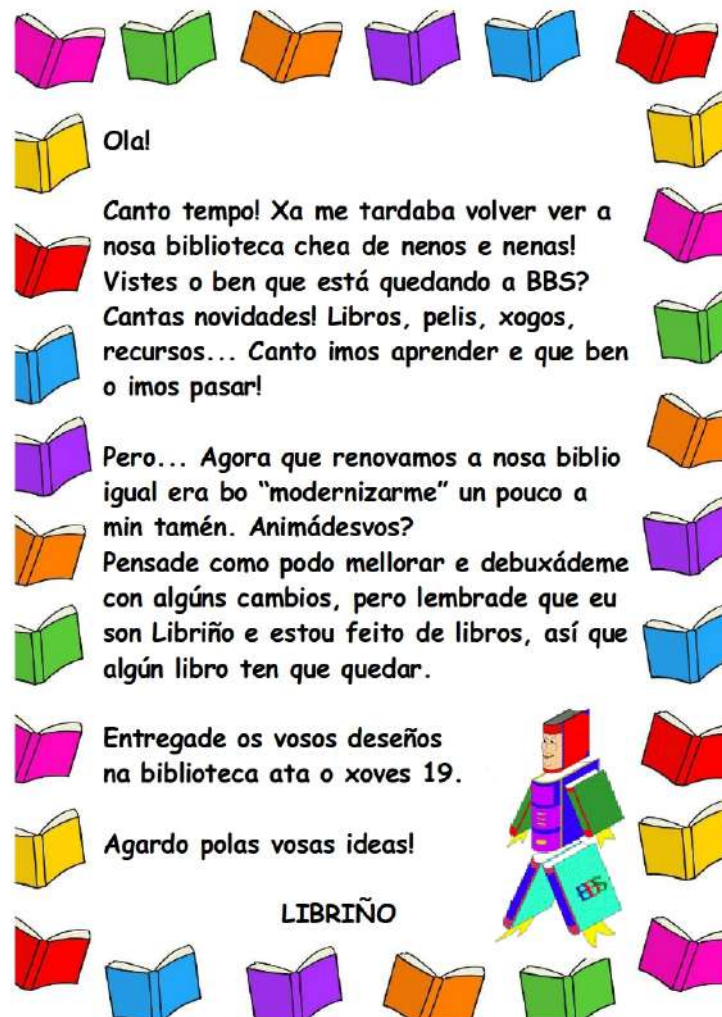 Ola!
Canto tempo! Xa me tardaba volver ver a
nosa biblioteca chea de nenos e nenas!
Vistes o ben que está quedando a BBS?
Cantas novidades! Libros, pelis, xogos,
recursos... Canto imos aprender e que ben
o imos pasar!
Pero... Agora que renovamos a nosa biblio
igual era bo “modernizarme” un pouco a
min tamén. Animádesvos?
Pensade como podo mellorar e debuxádeme
con algúns cambios, pero lembrade que eu
son Libriño e estou feito de libros, así que
algún libro ten que quedar.
Entregade os vosos deseños
na biblioteca ata o xoves 19.
Agardo polas vosas ideas!
BBS
LIBRIÑO